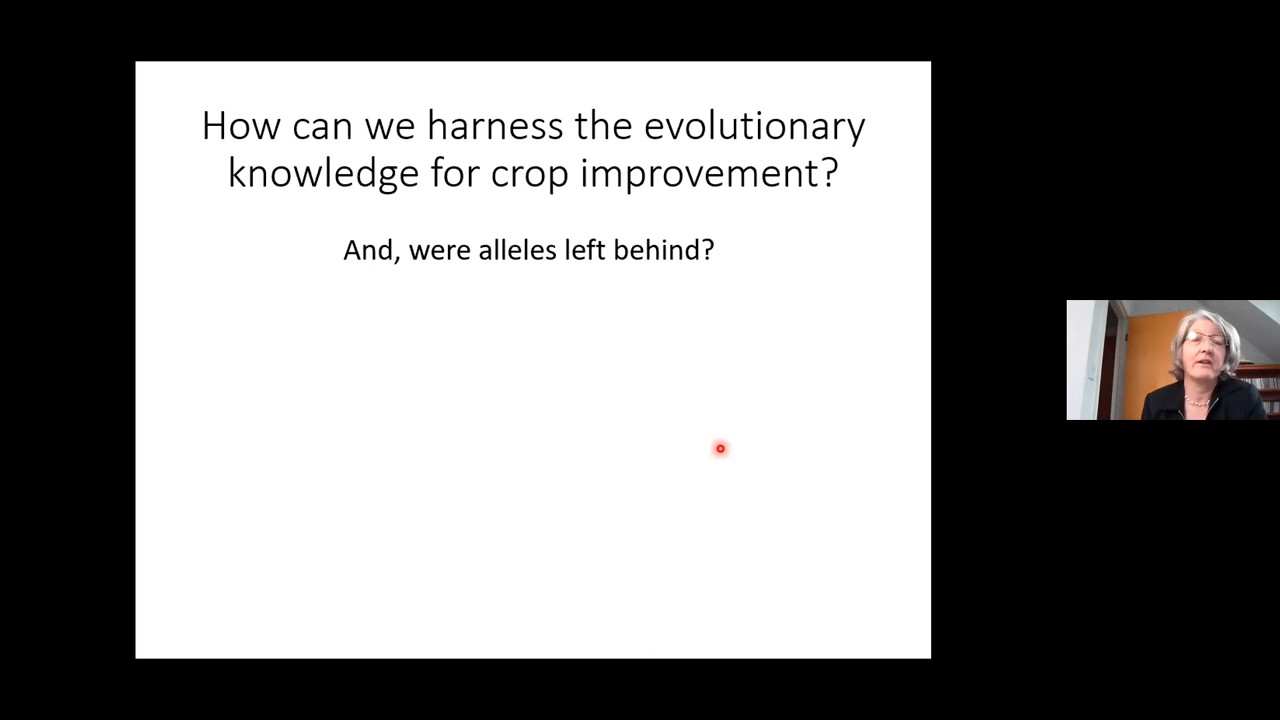 How can we harness the evolutionary
knowledge for crop improvement?
And, were alleles left behind?